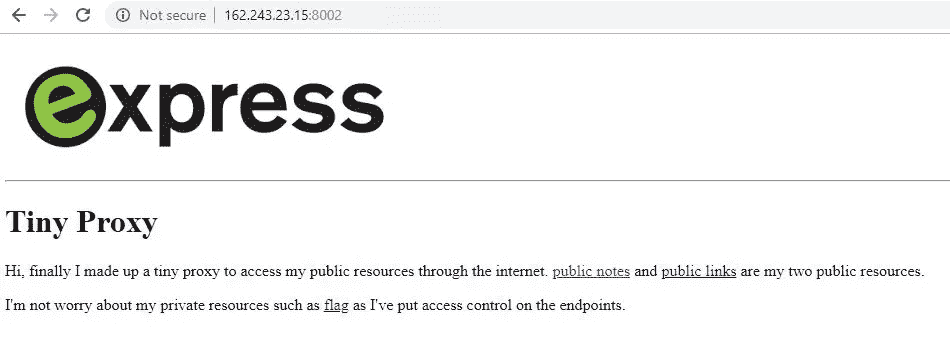 Not secure 162.243.23.15:8002
express
Tiny Proxy
Hi, finally I made up a tiny proxy to access my public resources through the internet. public notes and public links are my two public resources.
I'm not worry about my private resources such as flag as I've put access control on the endpoints.